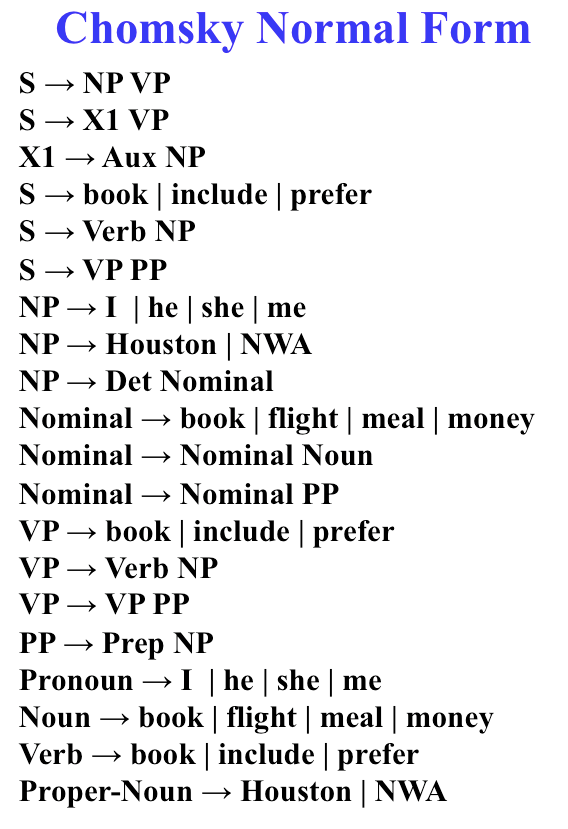 Chomsky Normal Form
S → NP VP
S → X1 VP
X1 → Aux NP
S → book | include | prefer
S → Verb NP
S → VP PP
NP → I | he | she | me
NP → Houston | NWA
NP → Det Nominal
Nominal → book | flight | meal | money
Nominal → Nominal Noun
Nominal → Nominal PP
VP → book | include | prefer
VP → Verb NP
VP → VP PP
PP → Prep NP
Pronoun → I | he | she | me
Noun → book | flight | meal | money
Verb → book | include | prefer
Proper-Noun → Houston | NWA